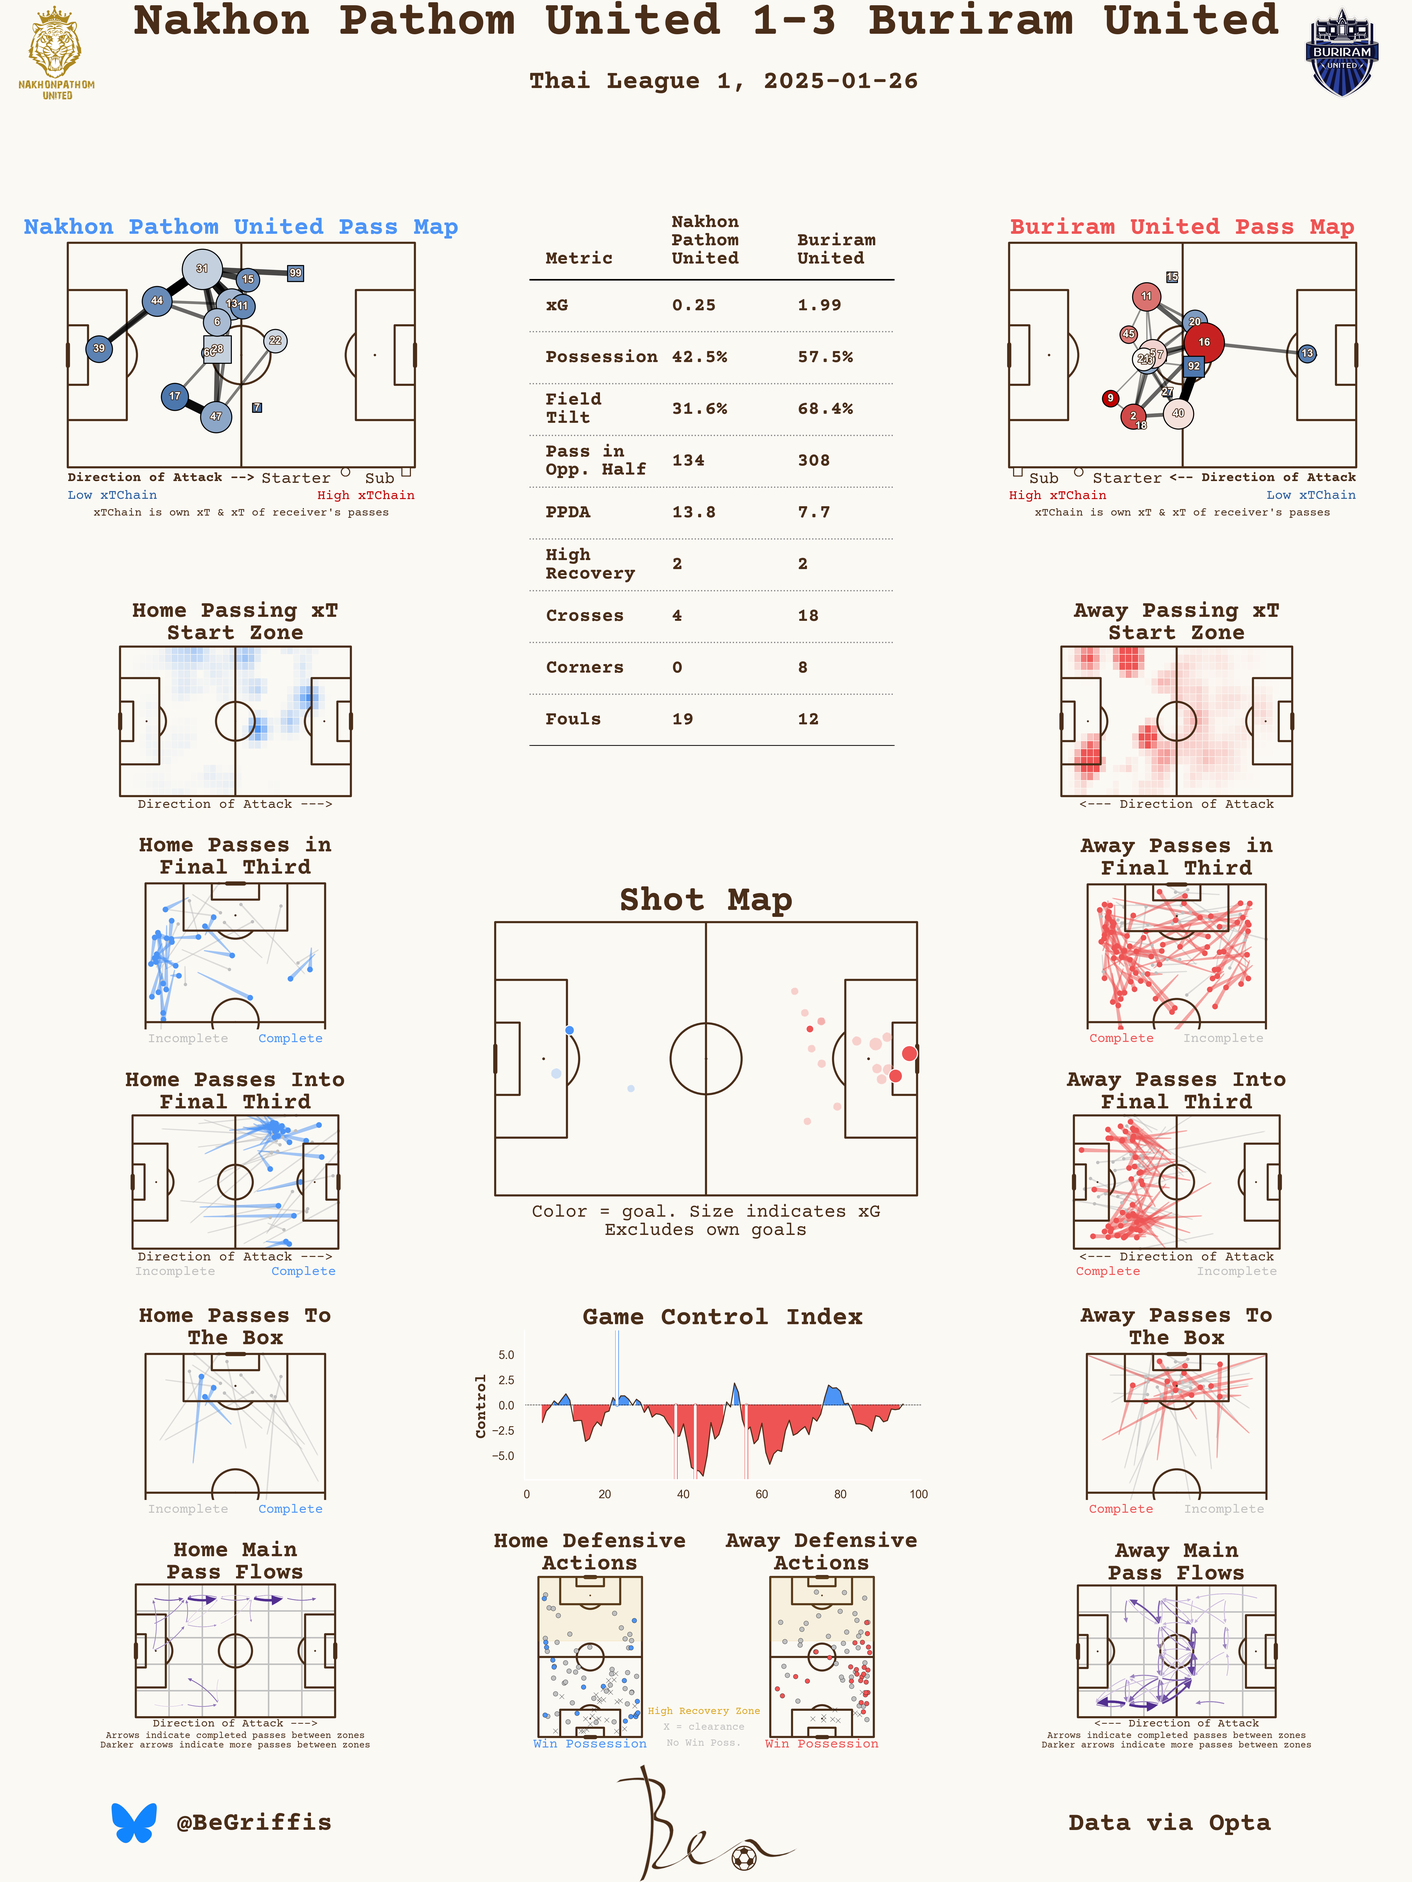 Nakhon Pathom United 1-3 Buriram United
Thai League 1, 2025-01-26
NAKHONPATHOM
UNITED
BURIRAM
UNITED
Nakhon Pathom United Pass Map
31
99
15
44
13
11
6
39
28
22
17
47
7
Direction of Attack --> Starter Sub
Low xTChain High xTChain
xTChain is own xT & xT of receiver's passes
Metric Nakhon Pathom United Buriram United
xG 0.25 1.99
Possession 42.5% 57.5%
Field Tilt 31.6% 68.4%
Pass in Opp. Half 134 308
PPDA 13.8 7.7
High Recovery 2 2
Crosses 4 18
Corners 0 8
Fouls 19 12
Buriram United Pass Map
15
11
20
45
16
13
92
27
9
2
40
18
Sub Starter <-- Direction of Attack
High xTChain Low xTChain
xTChain is own xT & xT of receiver's passes
Home Passing xT
Start Zone
Direction of Attack --->
Away Passing xT
Start Zone
<--- Direction of Attack
Home Passes in
Final Third
Incomplete Complete
Away Passes in
Final Third
Complete Incomplete
Shot Map
Color = goal. Size indicates xG
Excludes own goals
Home Passes Into
Final Third
Direction of Attack --->
Incomplete Complete
Away Passes Into
Final Third
<--- Direction of Attack
Complete Incomplete
Home Passes To
The Box
Incomplete Complete
Game Control Index
Control
5.0
2.5
0.0
−2.5
−5.0
0 20 40 60 80 100
Away Passes To
The Box
Complete Incomplete
Home Main
Pass Flows
Direction of Attack --->
Arrows indicate completed passes between zones
Darker arrows indicate more passes between zones
Home Defensive
Actions
Win Possession
Away Defensive
Actions
Win Possession
High Recovery Zone
X = clearance
No Win Poss.
Away Main
Pass Flows
<--- Direction of Attack
Arrows indicate completed passes between zones
Darker arrows indicate more passes between zones
@BeGriffis
Ben
Data via Opta